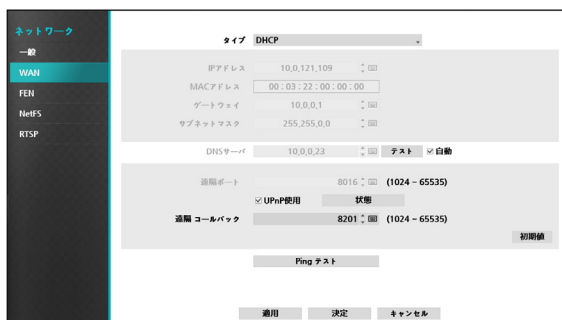 ネットワーク
一般
WAN
FEN
NetFS
RTSP
タイプ DHCP
IPアドレス 10,0,121,109
MACアドレス 00 : 03 : 22 : 00 : 00 : 00
ゲートウェイ 10,0,0,1
サブネットマスク 255,255,0,0
DNSサーバ 10,0,0,23 テスト 自動
遠隔ポート 8016 (1024 ~ 65535)
UPnP使用 状態
遠隔 コールバック 8201 (1024 ~ 65535)
初期値
Ping テスト
適用 決定 キャンセル